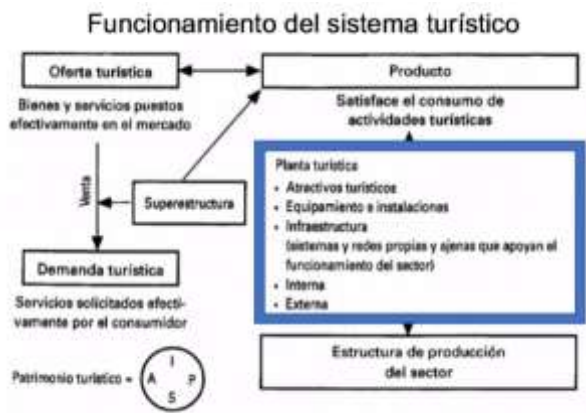 Funcionamiento del sistema turístico
Oferta turística
Producto
Bienes y servicios puestos
efectivamente en el mercado
Satisface el consumo de
actividades turísticas
Venta
Superestructura
Planta turística
• Atractivos turísticos
• Equipamiento e instalaciones
• Infraestructura
(sistemas y redes propias y ajenas que apoyan el
funcionamiento del sector)
• Interna
• Externa
Demanda turística
Servicios solicitados efecti-
vamente por el consumidor
Estructura de producción
del sector
Patrimonio turístico =
I
A P
S